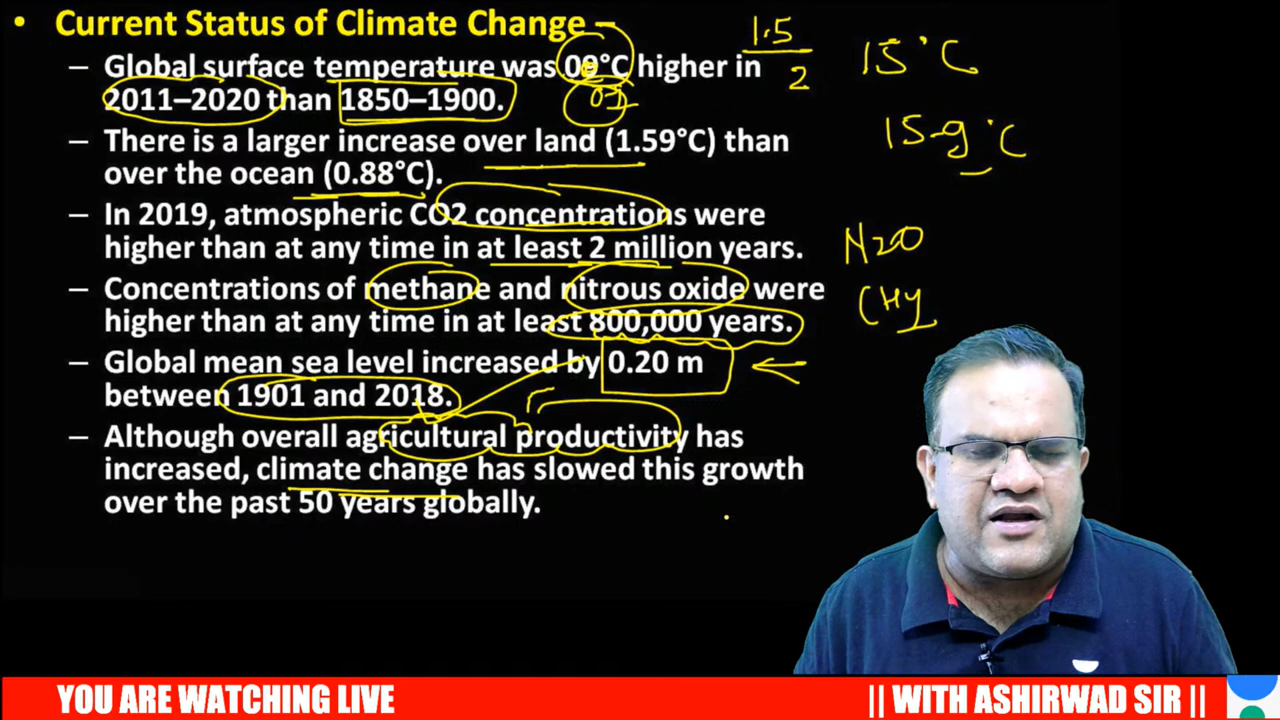 • Current Status of Climate Change
– Global surface temperature was 09°C higher in
2011–2020 than 1850–1900.
– There is a larger increase over land (1.59°C) than
over the ocean (0.88°C).
– In 2019, atmospheric CO2 concentrations were
higher than at any time in at least 2 million years.
– Concentrations of methane and nitrous oxide were
higher than at any time in at least 800,000 years.
– Global mean sea level increased by 0.20 m
between 1901 and 2018.
– Although overall agricultural productivity has
increased, climate change has slowed this growth
over the past 50 years globally.
1.5
2
15°C
15.9°C
N2O
CH4
YOU ARE WATCHING LIVE
|| WITH ASHIRWAD SIR ||